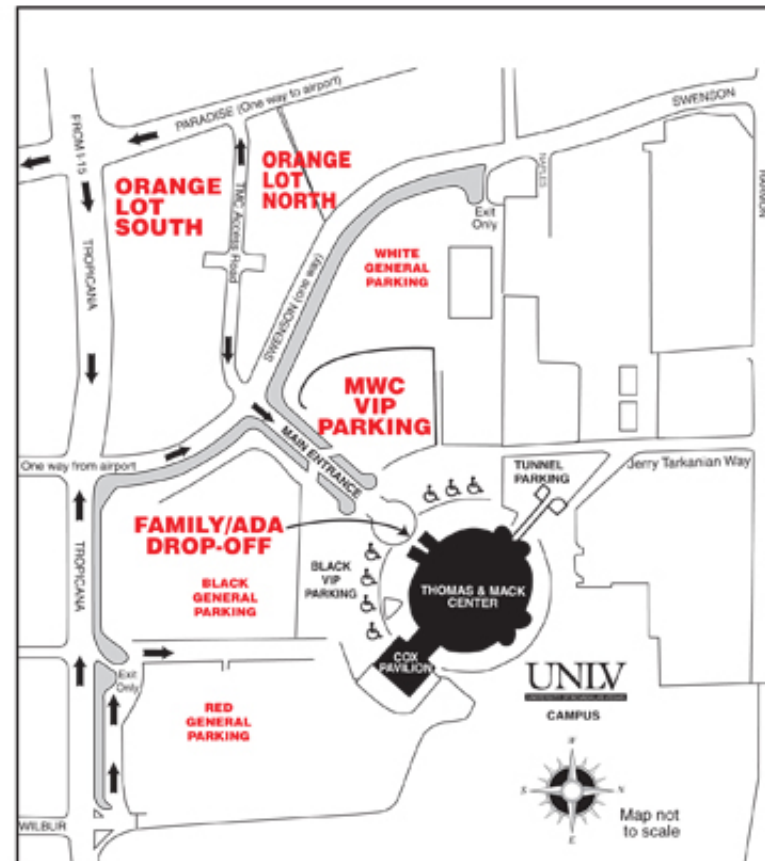 PARADISE (One way to airport)
SWENSON
FROM I-15
ORANGE
LOT
NORTH
ORANGE
LOT
SOUTH
TMC Access Road
NAPLES
HARMON
Exit
Only
TROPICANA
WHITE
GENERAL
PARKING
SWENSON (one way)
MWC
VIP
PARKING
MAIN ENTRANCE
One way from airport
TUNNEL
PARKING
Jerry Tarkanian Way
FAMILY/ADA
DROP-OFF
TROPICANA
BLACK
VIP
PARKING
BLACK
GENERAL
PARKING
THOMAS & MACK
CENTER
COX
PAVILION
Exit
Only
UNLV
CAMPUS
RED
GENERAL
PARKING
W
S
N
E
Map not
to scale
WILBUR